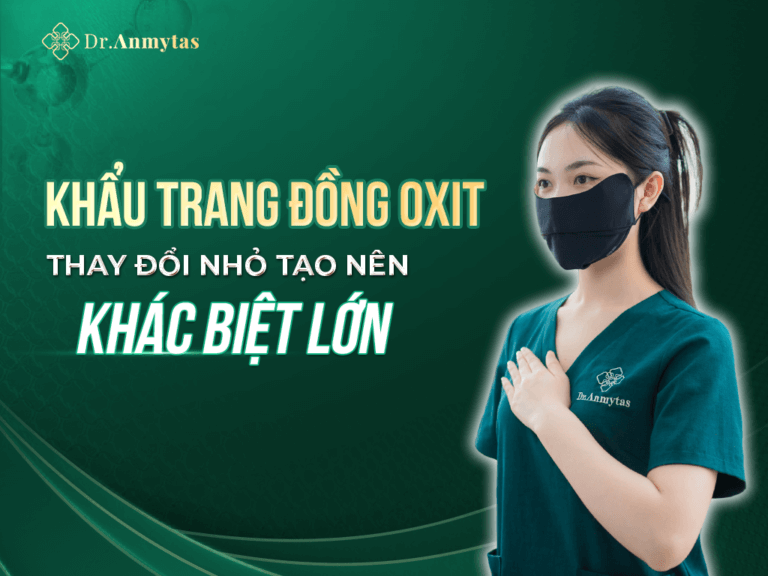 Dr.Anmytas
KHẨU TRANG ĐỒNG OXIT
THAY ĐỔI NHỎ TẠO NÊN
KHÁC BIỆT LỚN
Dr.Anmytas